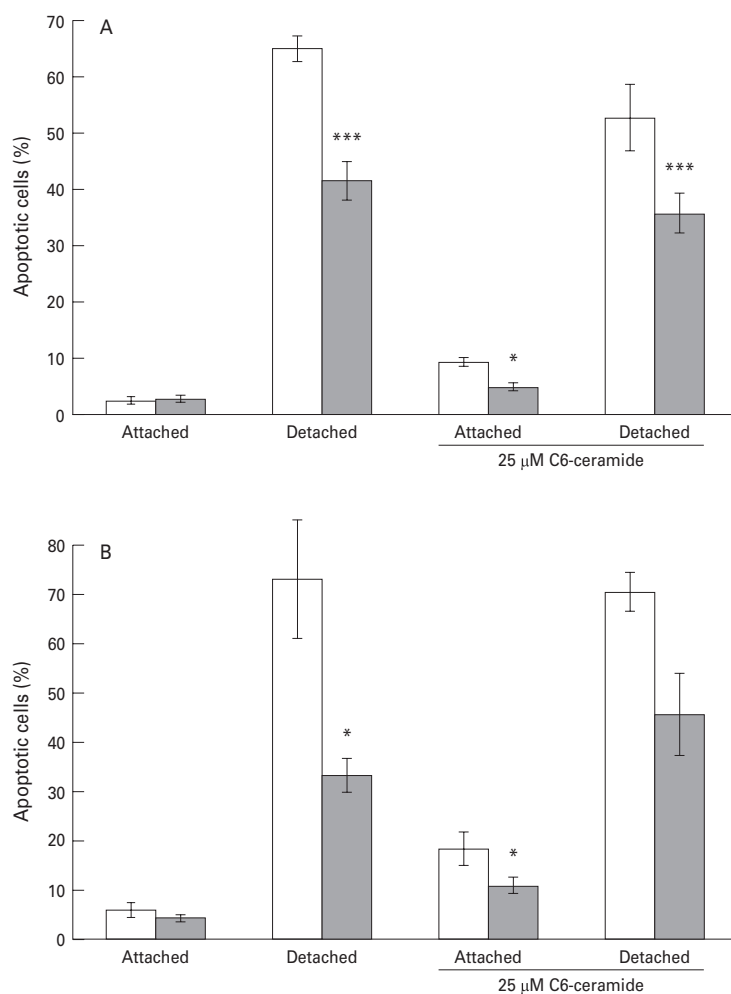 A
Apoptotic cells (%)
70
60
50
40
30
20
10
0
***
*
***
Attached Detached Attached Detached
25 μM C6-ceramide
B
Apoptotic cells (%)
80
70
60
50
40
30
20
10
0
*
*
Attached Detached Attached Detached
25 μM C6-ceramide